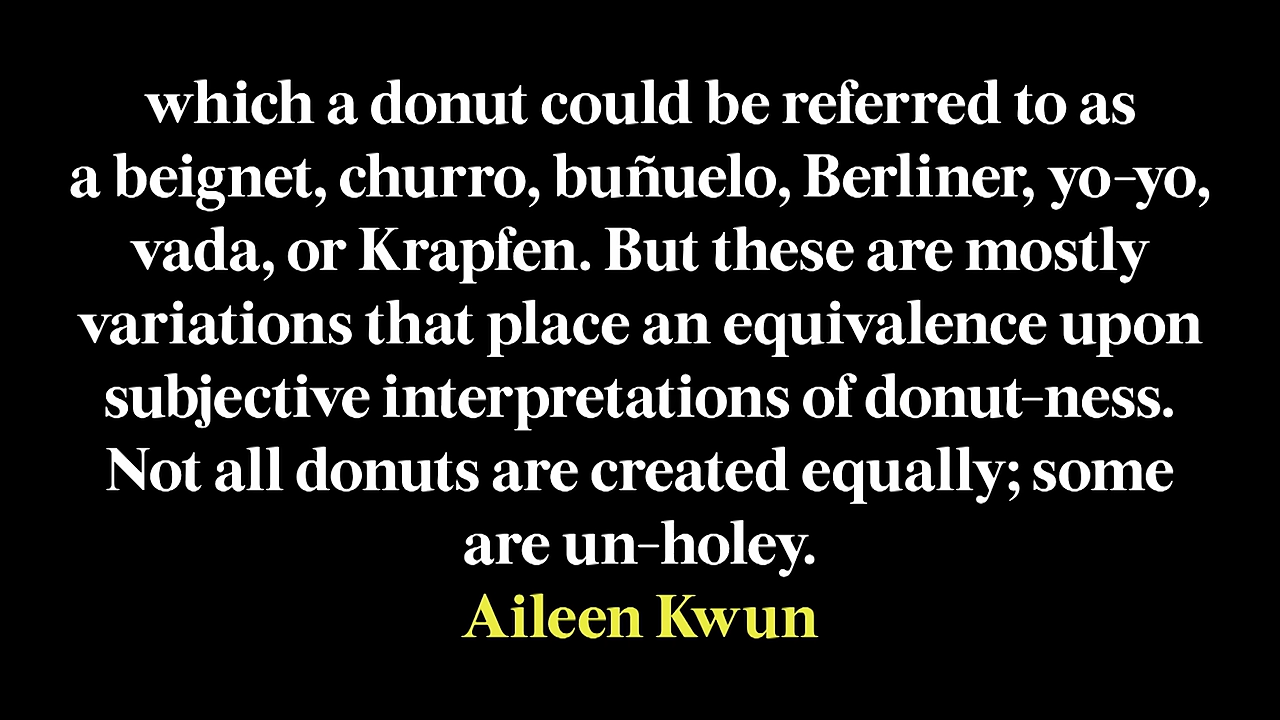 which a donut could be referred to as
a beignet, churro, buñuelo, Berliner, yo-yo,
vada, or Krapfen. But these are mostly
variations that place an equivalence upon
subjective interpretations of donut-ness.
Not all donuts are created equally; some
are un-holey.
Aileen Kwun